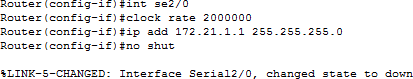 Router(config-if)#int se2/0
Router(config-if)#clock rate 2000000
Router(config-if)#ip add 172.21.1.1 255.255.255.0
Router(config-if)#no shut
%LINK-5-CHANGED: Interface Serial2/0, changed state to down